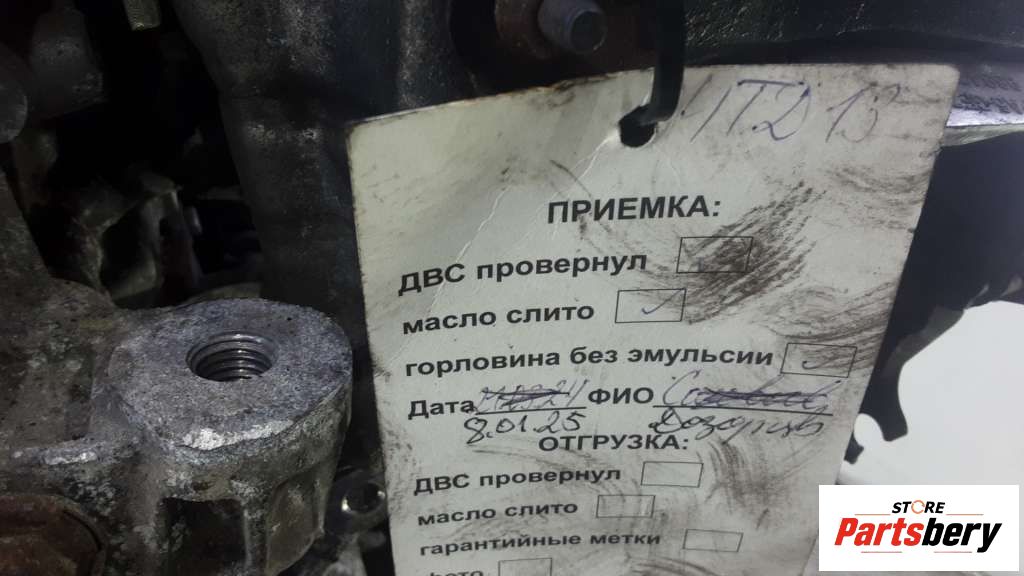 ПРИЕМКА:
ДВС провернул
масло слито
горловина без эмульсии
Дата ФИО
8.01.25
ОТГРУЗКА:
ДВС провернул
масло слито
гарантийные метки
фото
STORE
Partsbery